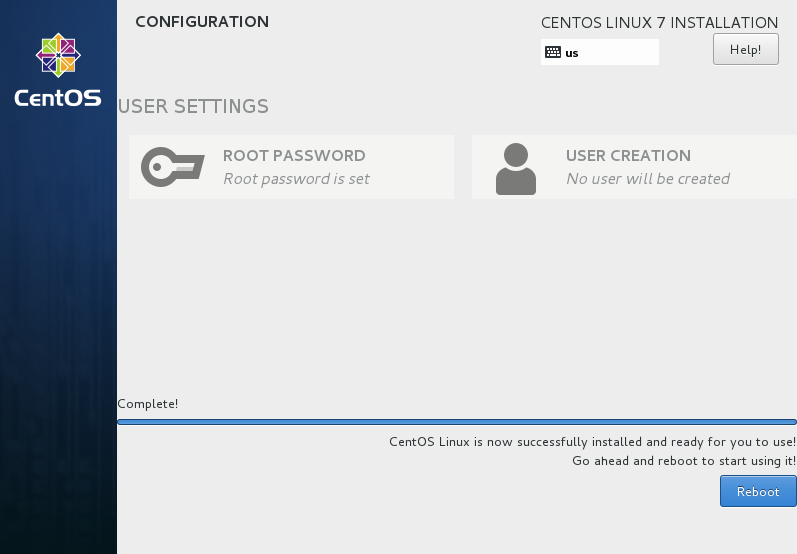 CONFIGURATION
CENTOS LINUX 7 INSTALLATION
us
Help!
CentOS
USER SETTINGS
ROOT PASSWORD
Root password is set
USER CREATION
No user will be created
Complete!
CentOS Linux is now successfully installed and ready for you to use!
Go ahead and reboot to start using it!
Reboot